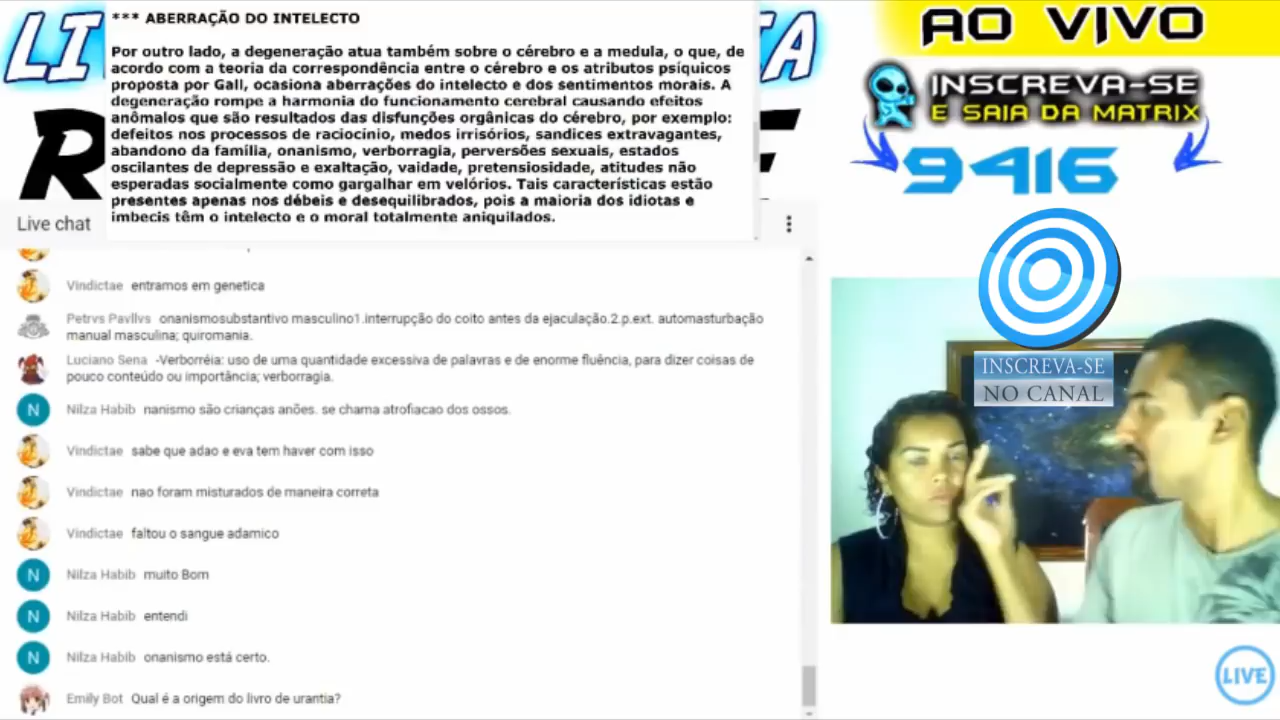 *** ABERRAÇÃO DO INTELECTO
Por outro lado, a degeneração atua também sobre o cérebro e a medula, o que, de
acordo com a teoria da correspondência entre o cérebro e os atributos psíquicos
proposta por Gall, ocasiona aberrações do intelecto e dos sentimentos morais. A
degeneração rompe a harmonia do funcionamento cerebral causando efeitos
anômalos que são resultados das disfunções orgânicas do cérebro, por exemplo:
defeitos nos processos de raciocínio, medos irrisórios, sandices extravagantes,
abandono da família, onanismo, verborragia, perversões sexuais, estados
oscilantes de depressão e exaltação, vaidade, pretensiosidade, atitudes não
esperadas socialmente como gargalhar em velórios. Tais características estão
presentes apenas nos débeis e desequilibrados, pois a maioria dos idiotas e
imbecis têm o intelecto e o moral totalmente aniquilados.
Live chat
Vindictae entramos em genetica
Petrvs Pavllvs onanismosubstantivo masculino1.interrupção do coito antes da ejaculação.2.p.ext. automasturbação
manual masculina; quiromania.
Luciano Sena -Verborréia: uso de uma quantidade excessiva de palavras e de enorme fluência, para dizer coisas de
pouco conteúdo ou importância; verborragia.
N Nilza Habib nanismo são crianças anões. se chama atrofiacao dos ossos.
Vindictae sabe que adao e eva tem haver com isso
Vindictae nao foram misturados de maneira correta
Vindictae faltou o sangue adamico
N Nilza Habib muito Bom
N Nilza Habib entendi
N Nilza Habib onanismo está certo.
Emily Bot Qual é a origem do livro de urantia?
AO VIVO
INSCREVA-SE
E SAIA DA MATRIX
9416
INSCREVA-SE
NO CANAL
LIVE